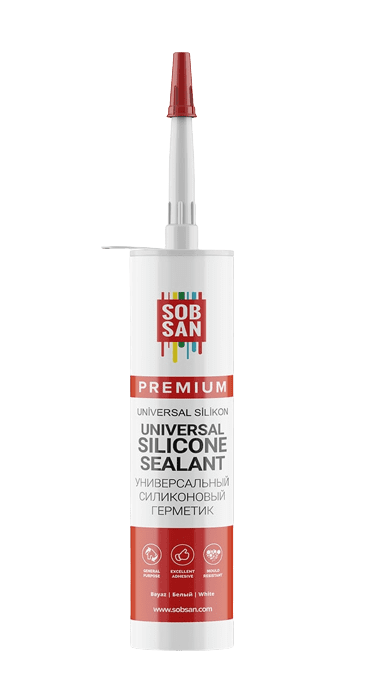 SOB
SAN
PREMIUM
UNİVERSAL SİLİKON
UNIVERSAL
SILICONE
SEALANT
УНИВЕРСАЛЬНЫЙ
СИЛИКОНОВЫЙ
ГЕРМЕТИК
GENERAL
PURPOSE
EXCELLENT
ADHESIVE
MOULD
RESISTANT
Beyaz | Белый | White
www.sobsan.com